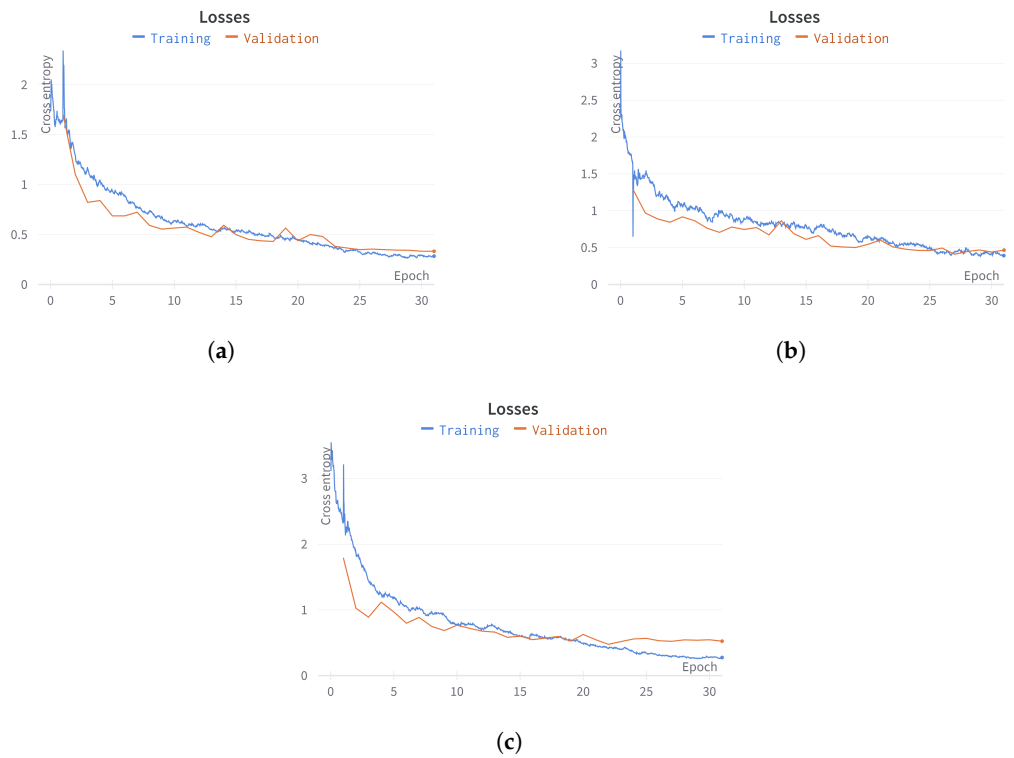 Losses
Training Validation
Cross entropy
2
1.5
1
0.5
0
Epoch
0 5 10 15 20 25 30
(a)
Losses
Training Validation
Cross entropy
3
2.5
2
1.5
1
0.5
0
Epoch
0 5 10 15 20 25 30
(b)
Losses
Training Validation
Cross entropy
3
2
1
0
Epoch
0 5 10 15 20 25 30
(c)